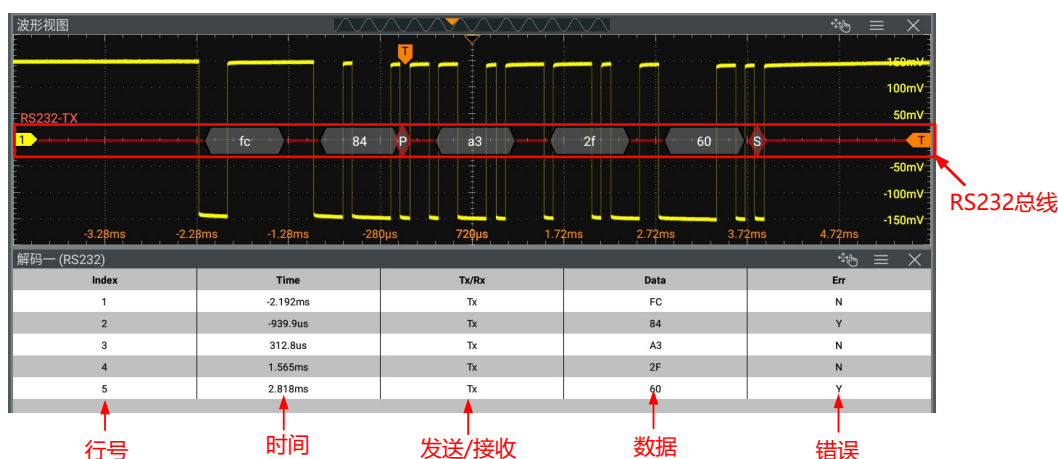 波形视图
T
150mV
100mV
50mV
RS232-TX
1 fc 84 P a3 2f 60 S T
-50mV
-100mV
-150mV
-3.28ms -2.28ms -1.28ms -280μs 720μs 1.72ms 2.72ms 3.72ms 4.72ms
RS232总线
解码一 (RS232)
Index Time Tx/Rx Data Err
1 -2.192ms Tx FC N
2 -939.9us Tx 84 Y
3 312.8us Tx A3 N
4 1.565ms Tx 2F N
5 2.818ms Tx 60 Y
行号 时间 发送/接收 数据 错误